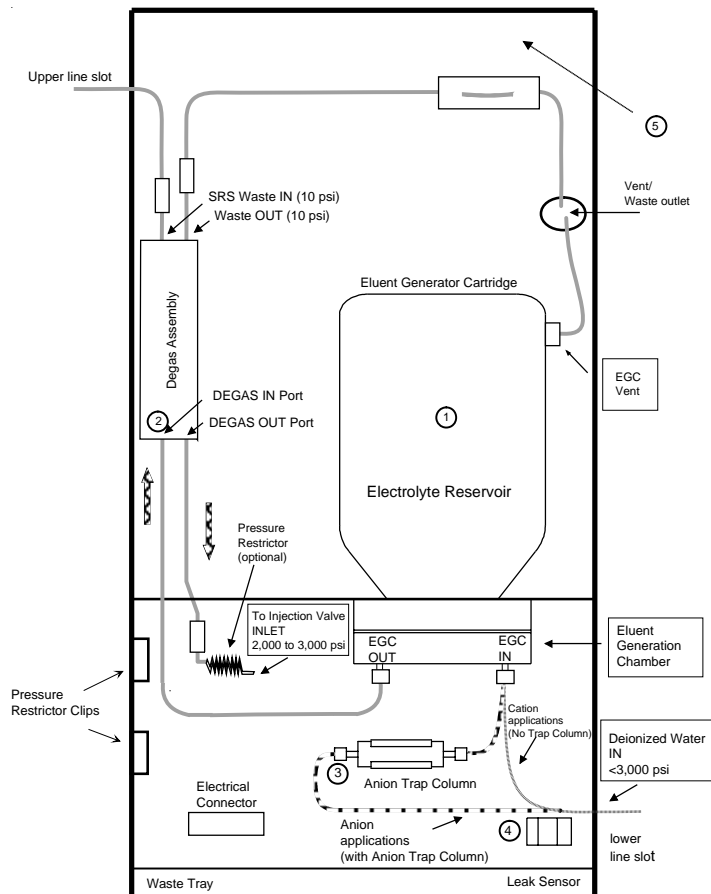 Upper line slot
5
SRS Waste IN (10 psi)
Waste OUT (10 psi)
Vent/
Waste outlet
Eluent Generator Cartridge
Degas Assembly
EGC
Vent
DEGAS IN Port
2
DEGAS OUT Port
1
Electrolyte Reservoir
Pressure
Restrictor
(optional)
To Injection Valve
INLET
2,000 to 3,000 psi
EGC
OUT
EGC
IN
Eluent
Generation
Chamber
Pressure
Restrictor Clips
Cation
applications
(No Trap Column)
Deionized Water
IN
<3,000 psi
3
Anion Trap Column
Electrical
Connector
Anion
applications
(with Anion Trap Column)
4
lower
line slot
Waste Tray
Leak Sensor